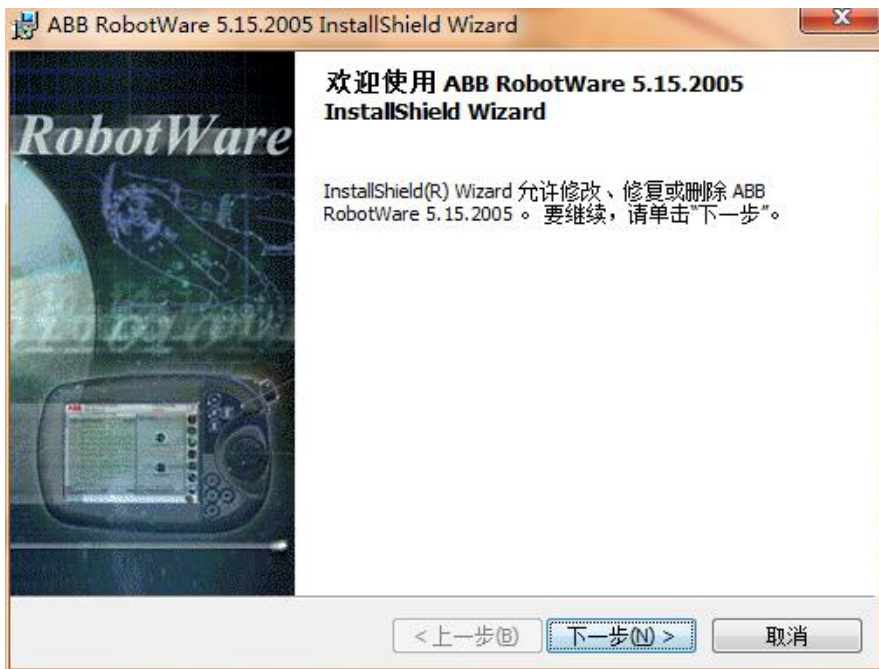 ABB RobotWare 5.15.2005 InstallShield Wizard
欢迎使用 ABB RobotWare 5.15.2005
InstallShield Wizard
RobotWare
InstallShield(R) Wizard 允许修改、修复或删除 ABB
RobotWare 5.15.2005 。 要继续，请单击“下一步”。
ABB
<上一步(B)
下一步(N) >
取消